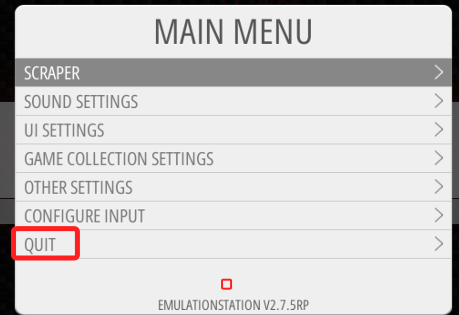 MAIN MENU
SCRAPER
SOUND SETTINGS
UI SETTINGS
GAME COLLECTION SETTINGS
OTHER SETTINGS
CONFIGURE INPUT
QUIT
EMULATIONSTATION V2.7.5RP